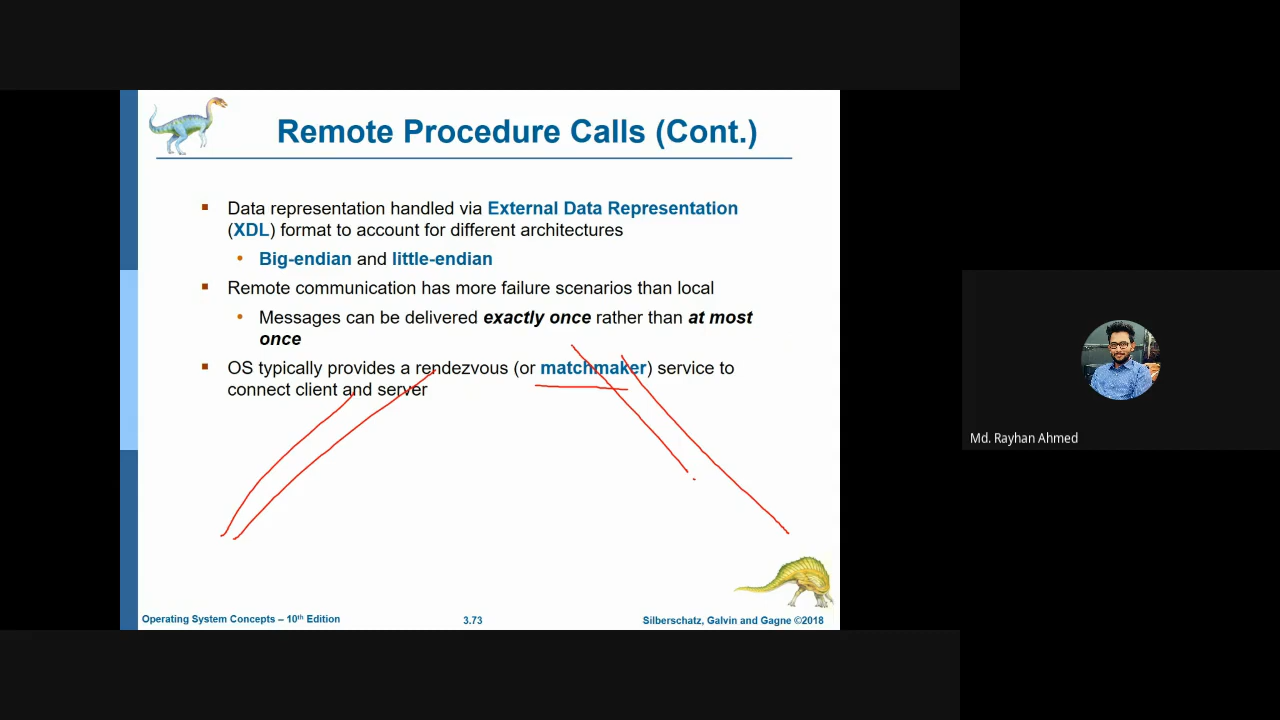 Remote Procedure Calls (Cont.)
Data representation handled via External Data Representation
(XDL) format to account for different architectures
Big-endian and little-endian
Remote communication has more failure scenarios than local
Messages can be delivered exactly once rather than at most
once
OS typically provides a rendezvous (or matchmaker) service to
connect client and server
Md. Rayhan Ahmed
Operating System Concepts – 10th Edition
3.73
Silberschatz, Galvin and Gagne ©2018